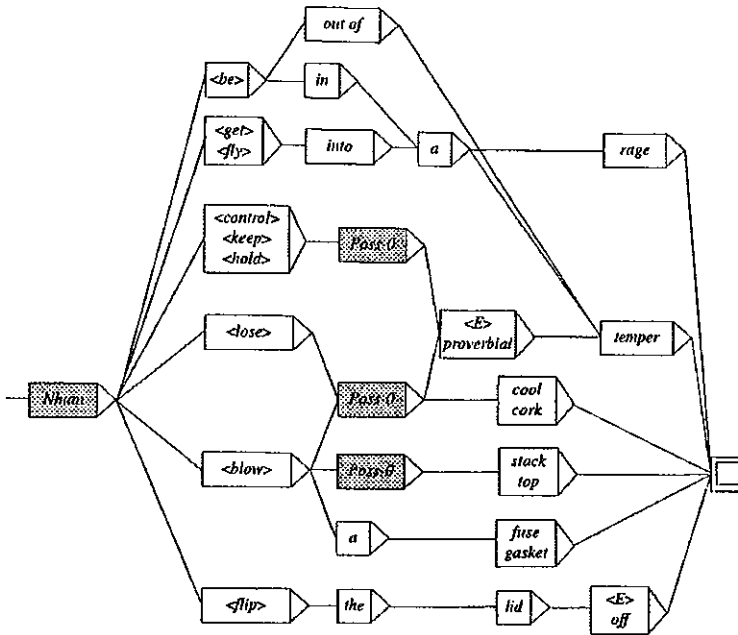 out of
<be>
in
<get>
<fly>
into
a
rage
<control>
<keep>
<hold>
Poss-0
<lose>
<E>
proverbial
temper
Nhum
Poss-0
cool
cork
<blow>
Poss-0
stack
top
a
fuse
gasket
<flip>
the
lid
<E>
off